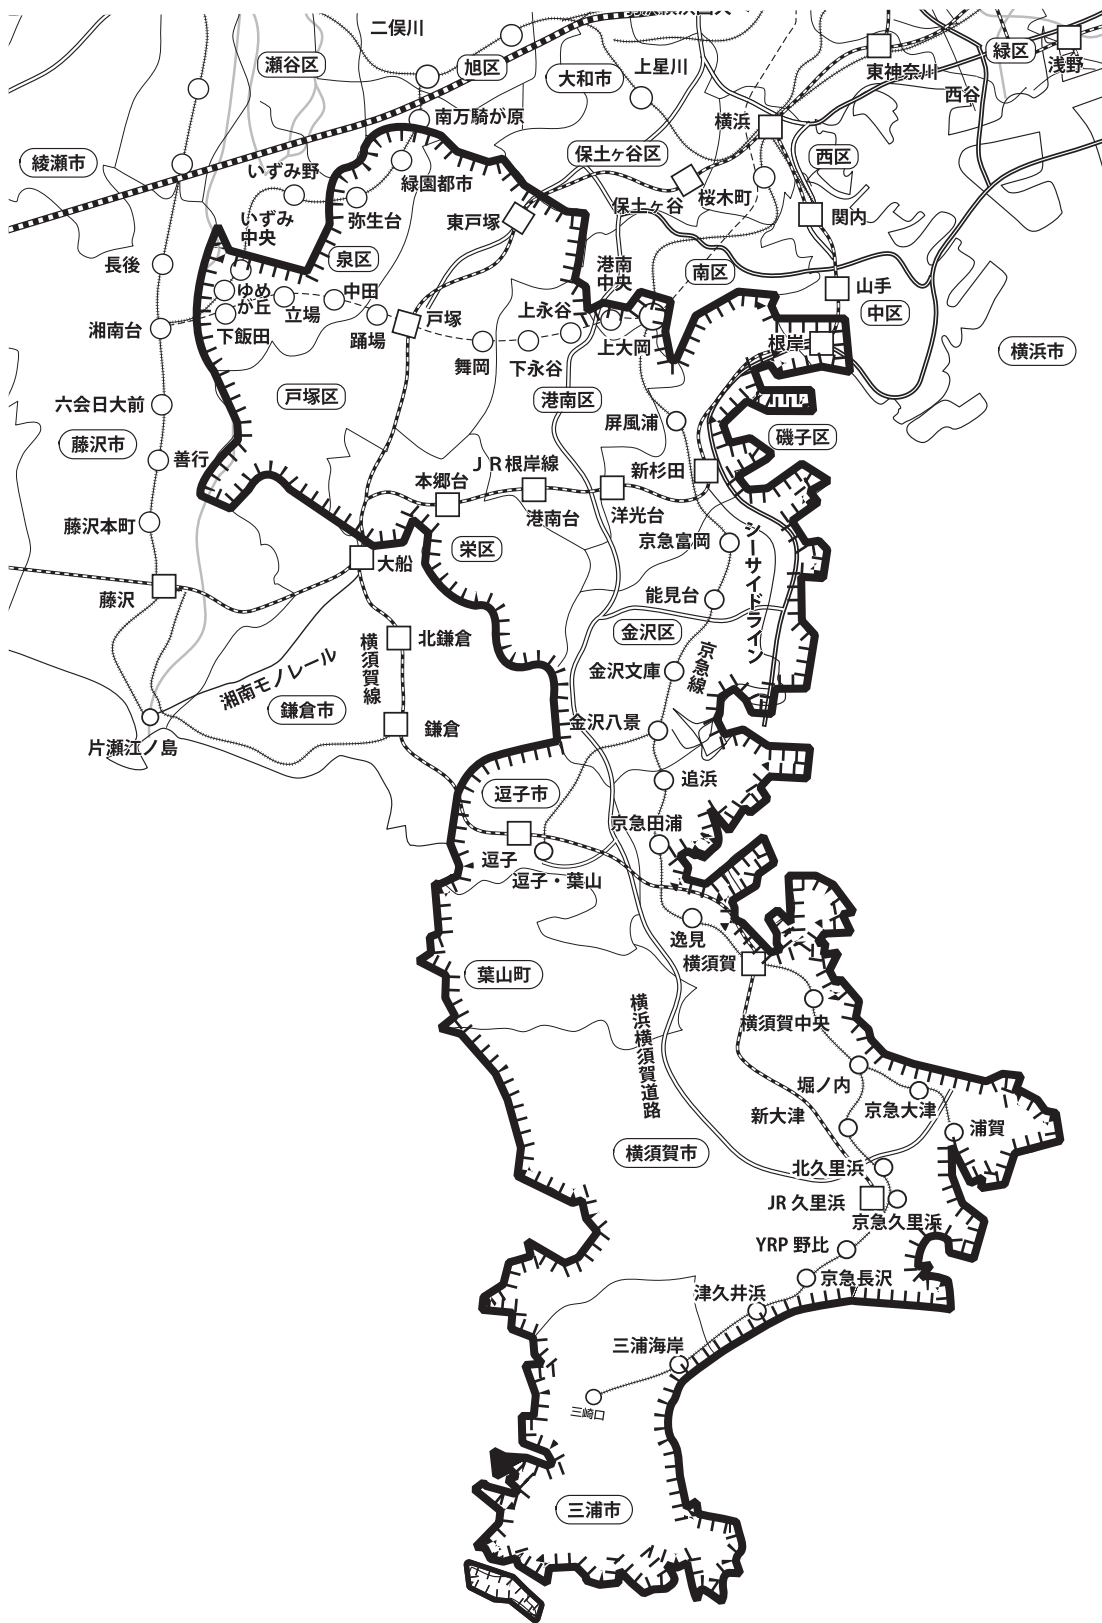 二俣川
瀬谷区
旭区
大和市
上星川
東神奈川
緑区
浅野
西谷
南万騎が原
横浜
綾瀬市
いずみ野
緑園都市
保土ヶ谷区
西区
桜木町
保土ヶ谷
関内
弥生台
東戸塚
いずみ
中央
泉区
長後
港南
中央
南区
山手
中区
ゆめ
が丘
立場
中田
湘南台
下飯田
踊場
戸塚
上永谷
上大岡
根岸
横浜市
舞岡
下永谷
戸塚区
港南区
六会日大前
藤沢市
屏風浦
磯子区
善行
JR根岸線
新杉田
本郷台
港南台
洋光台
藤沢本町
京急富岡
シーサイドライン
栄区
大船
藤沢
能見台
金沢区
北鎌倉
横須賀線
湘南モノレール
金沢文庫
京急線
鎌倉市
鎌倉
金沢八景
片瀬江ノ島
追浜
逗子市
京急田浦
逗子
逗子・葉山
逸見
横須賀
葉山町
横浜横須賀道路
横須賀中央
堀ノ内
京急大津
新大津
浦賀
横須賀市
北久里浜
JR 久里浜
京急久里浜
YRP 野比
京急長沢
津久井浜
三浦海岸
三崎口
三浦市